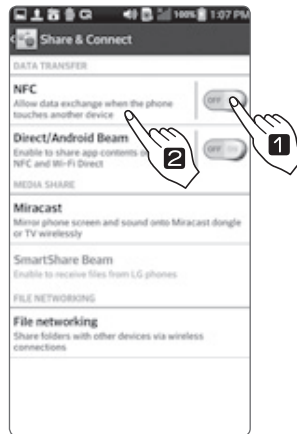 100% 1:07 PM
Share & Connect
DATA TRANSFER
NFC
Allow data exchange when the phone
touches another device
OFF
1
Direct/Android Beam
Enable to share app contents
NFC and Wi-Fi Direct
OFF
2
MEDIA SHARE
Miracast
Mirror phone screen and sound onto Miracast dongle
or TV wirelessly
SmartShare Beam
Enable to receive files from LG phones
FILE NETWORKING
File networking
Share folders with other devices via wireless
connections